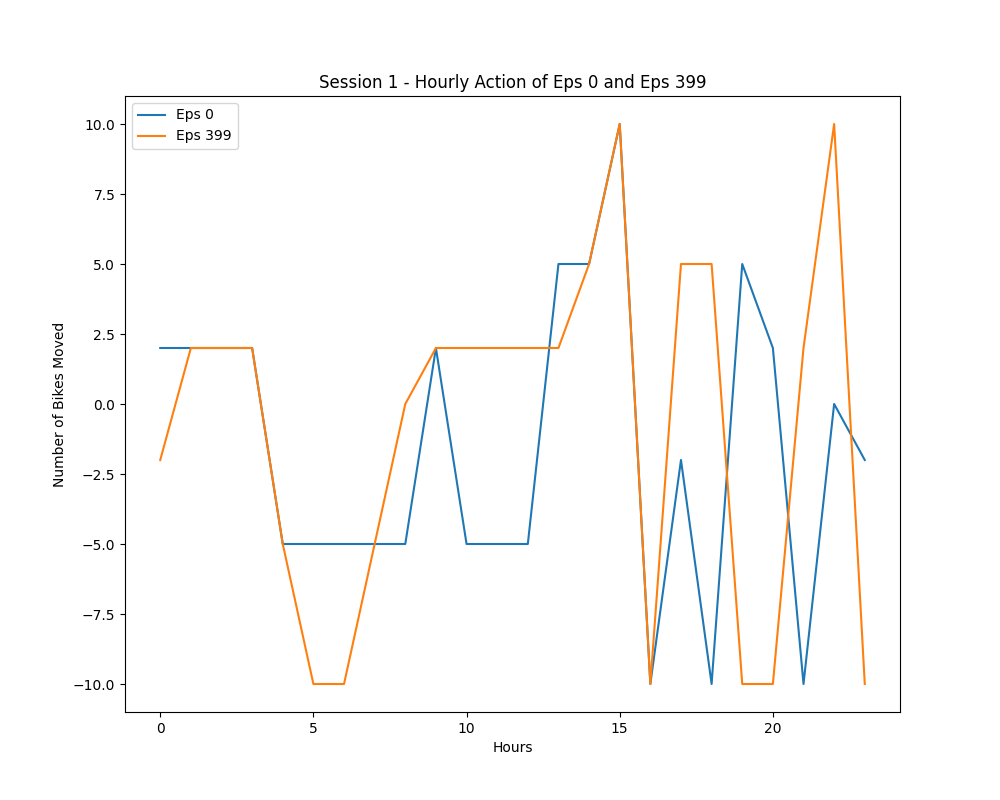 Session 1 - Hourly Action of Eps 0 and Eps 399
Eps 0
Eps 399
10.0
7.5
5.0
2.5
0.0
−2.5
−5.0
−7.5
−10.0
Number of Bikes Moved
0 5 10 15 20
Hours